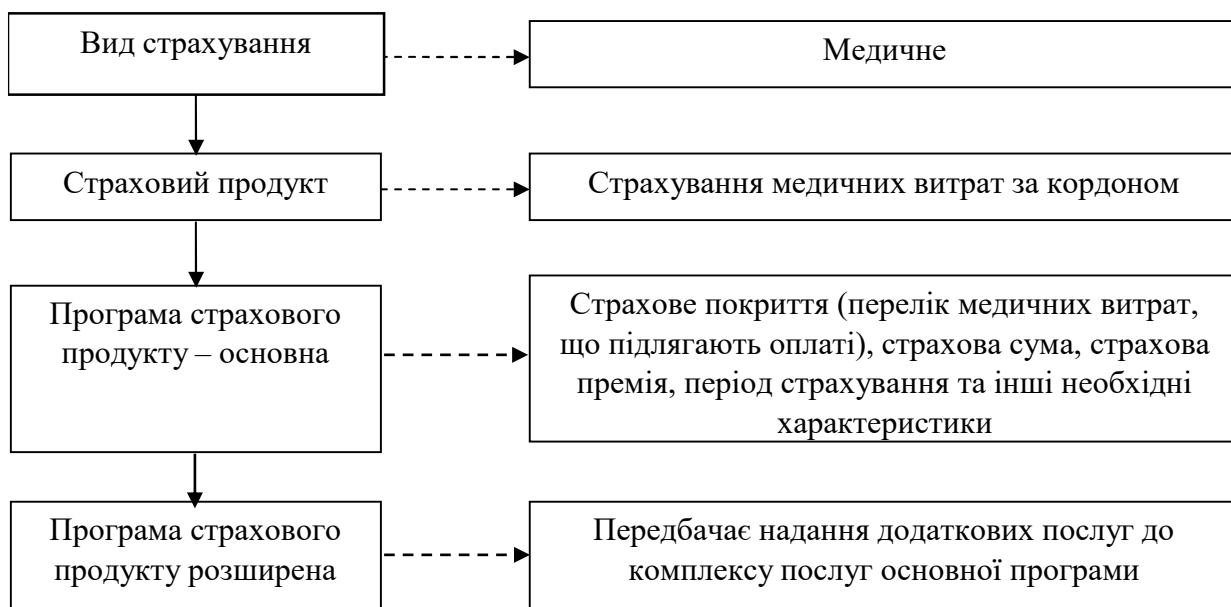 Вид страхування
Медичне
Страховий продукт
Страхування медичних витрат за кордоном
Програма страхового
продукту – основна
Страхове покриття (перелік медичних витрат,
що підлягають оплаті), страхова сума, страхова
премія, період страхування та інші необхідні
характеристики
Програма страхового
продукту розширена
Передбачає надання додаткових послуг до
комплексу послуг основної програми